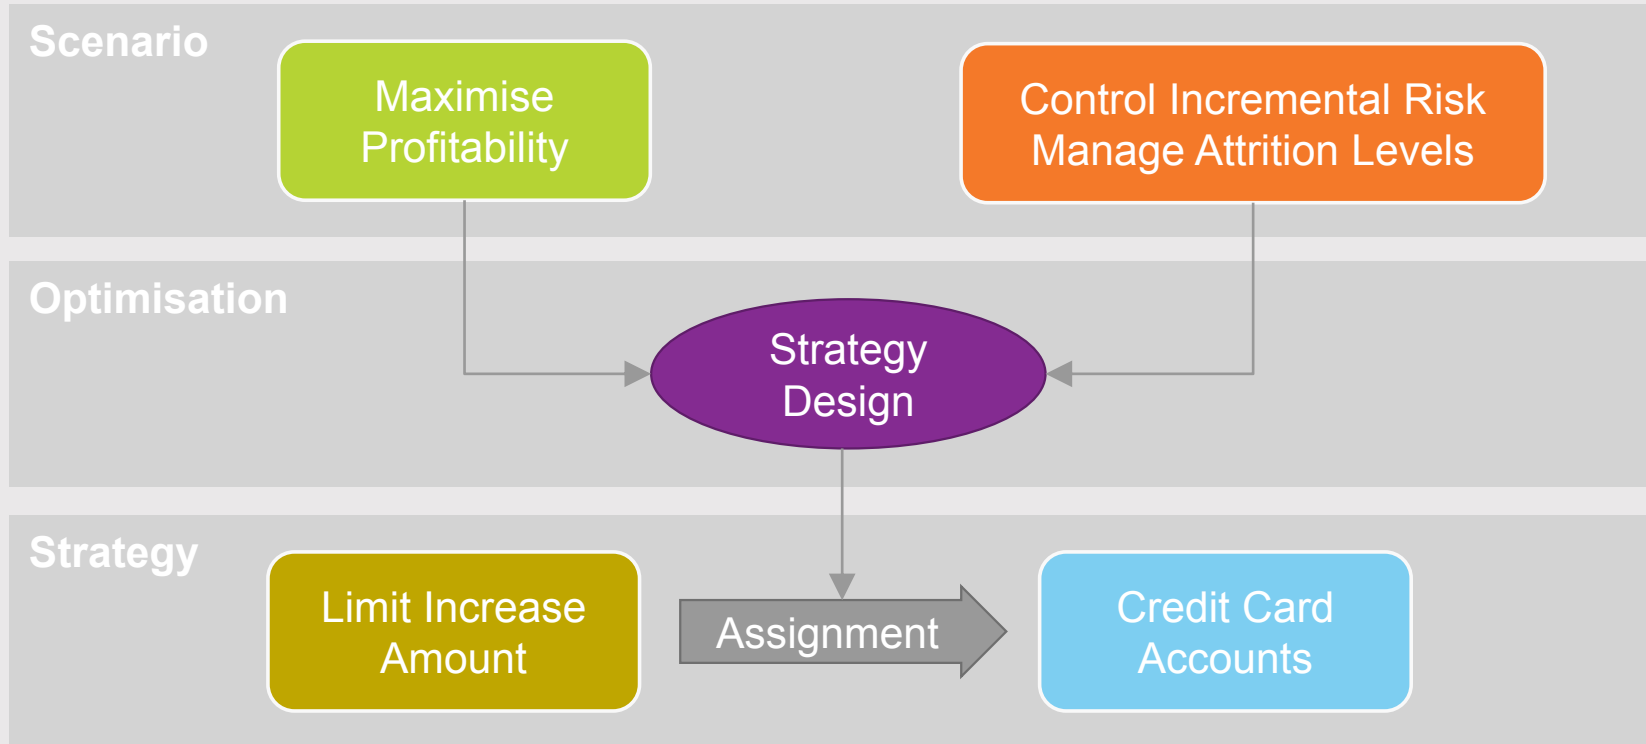 Scenario
Maximise
Profitability
Control Incremental Risk
Manage Attrition Levels
Optimisation
Strategy
Design
Strategy
Limit Increase
Amount
Assignment
Credit Card
Accounts